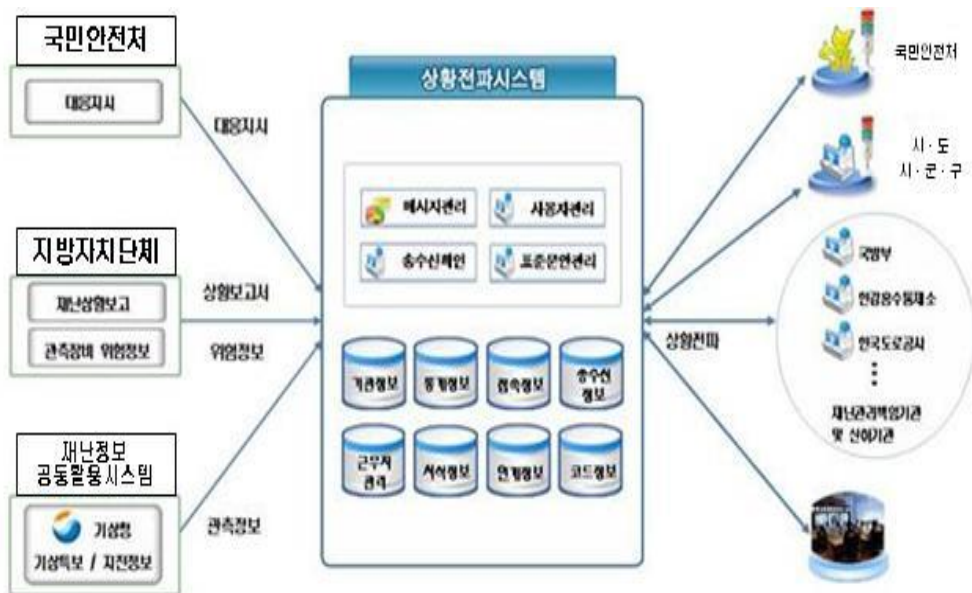 국민안전처
대응지시
대응지시
지방자치단체
재난상황보고
관측장비 위험정보
상황보고서
위험정보
재난정보
공동활용시스템
기상청
기상특보 / 지진정보
관측정보
상황전파시스템
메시지관리
사용자관리
송수신확인
표준문안관리
기관정보
통계정보
접속정보
송수신
정보
근무자
관리
서식정보
연계정보
코드정보
상황전파
국민안전처
시·도
시·군·구
국방부
한강홍수통제소
한국도로공사
재난관리책임기관
및 산하기관